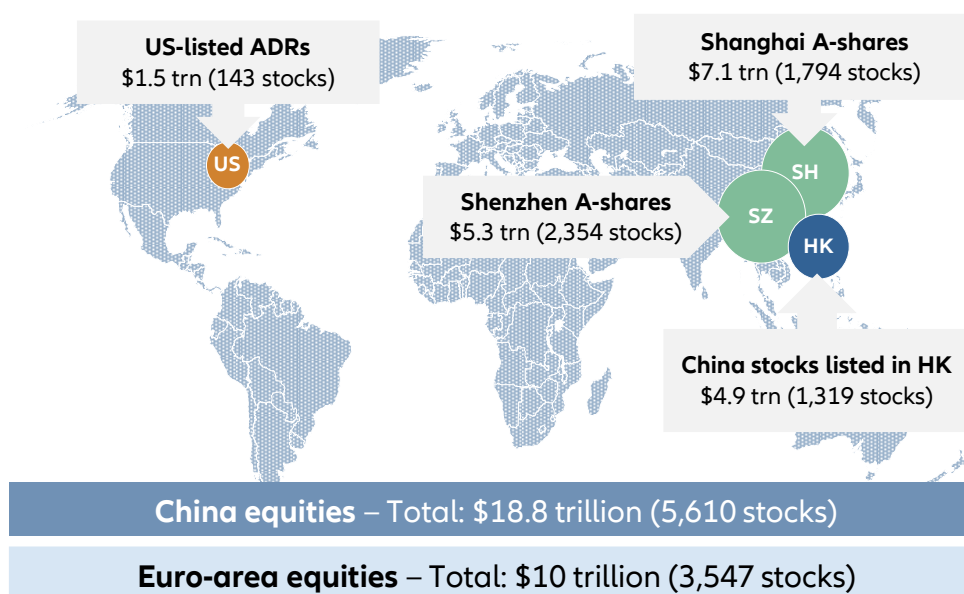 US-listed ADRs
$1.5 trn (143 stocks)
Shanghai A-shares
$7.1 trn (1,794 stocks)
US
SH
Shenzhen A-shares
$5.3 trn (2,354 stocks)
SZ
HK
China stocks listed in HK
$4.9 trn (1,319 stocks)
China equities – Total: $18.8 trillion (5,610 stocks)
Euro-area equities – Total: $10 trillion (3,547 stocks)